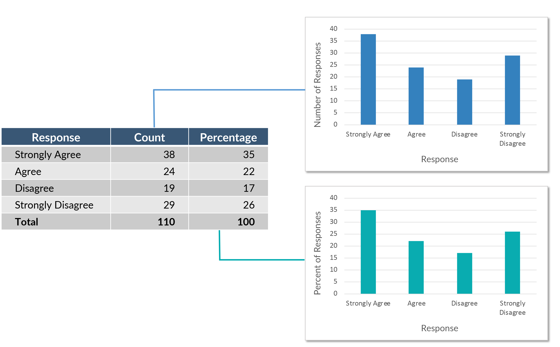 Response Count Percentage
Strongly Agree 38 35
Agree 24 22
Disagree 19 17
Strongly Disagree 29 26
Total 110 100
Number of Responses
40
35
30
25
20
15
10
5
0
Strongly Agree Agree Disagree Strongly
Disagree
Response
Percent of Responses
40
35
30
25
20
15
10
5
0
Strongly Agree Agree Disagree Strongly
Disagree
Response